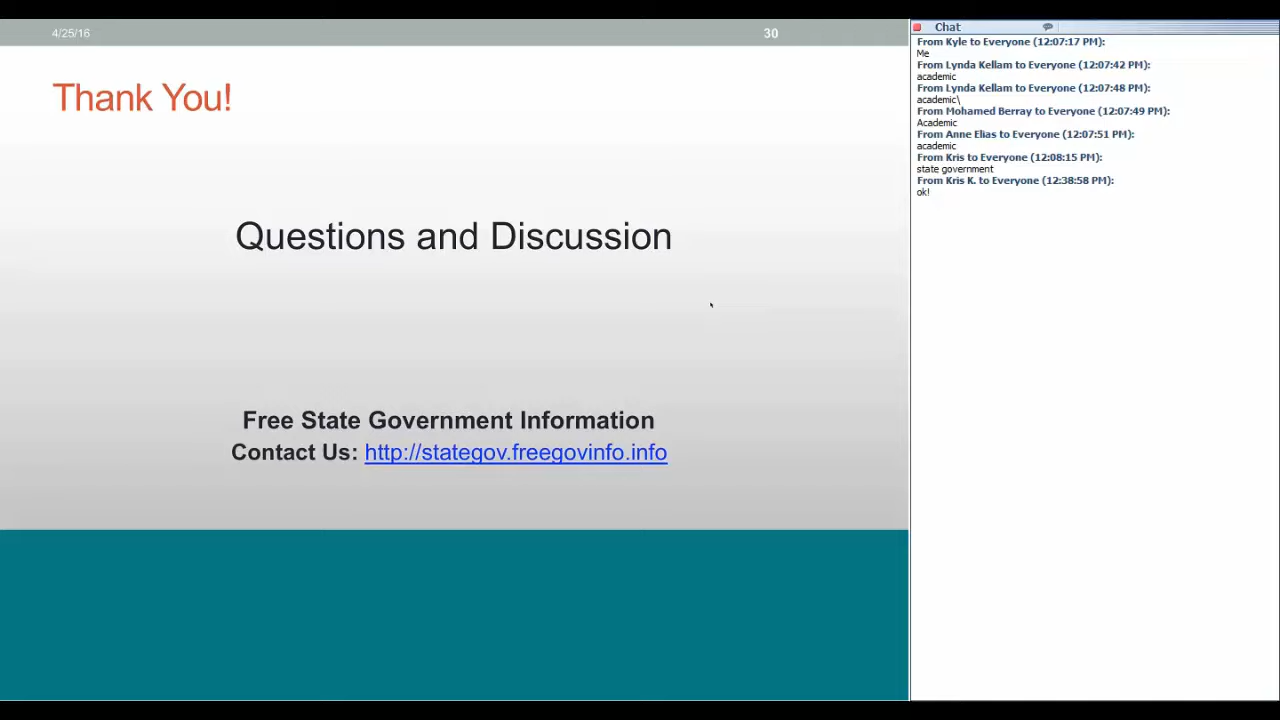 4/25/16
30
Thank You!
Questions and Discussion
Free State Government Information
Contact Us: http://stategov.freegovinfo.info
Chat
From Kyle to Everyone (12:07:17 PM):
Me
From Lynda Kellam to Everyone (12:07:42 PM):
academic
From Lynda Kellam to Everyone (12:07:48 PM):
academic\
From Mohamed Berray to Everyone (12:07:49 PM):
Academic
From Anne Elias to Everyone (12:07:51 PM):
academic
From Kris to Everyone (12:08:15 PM):
state government
From Kris K. to Everyone (12:38:58 PM):
ok!